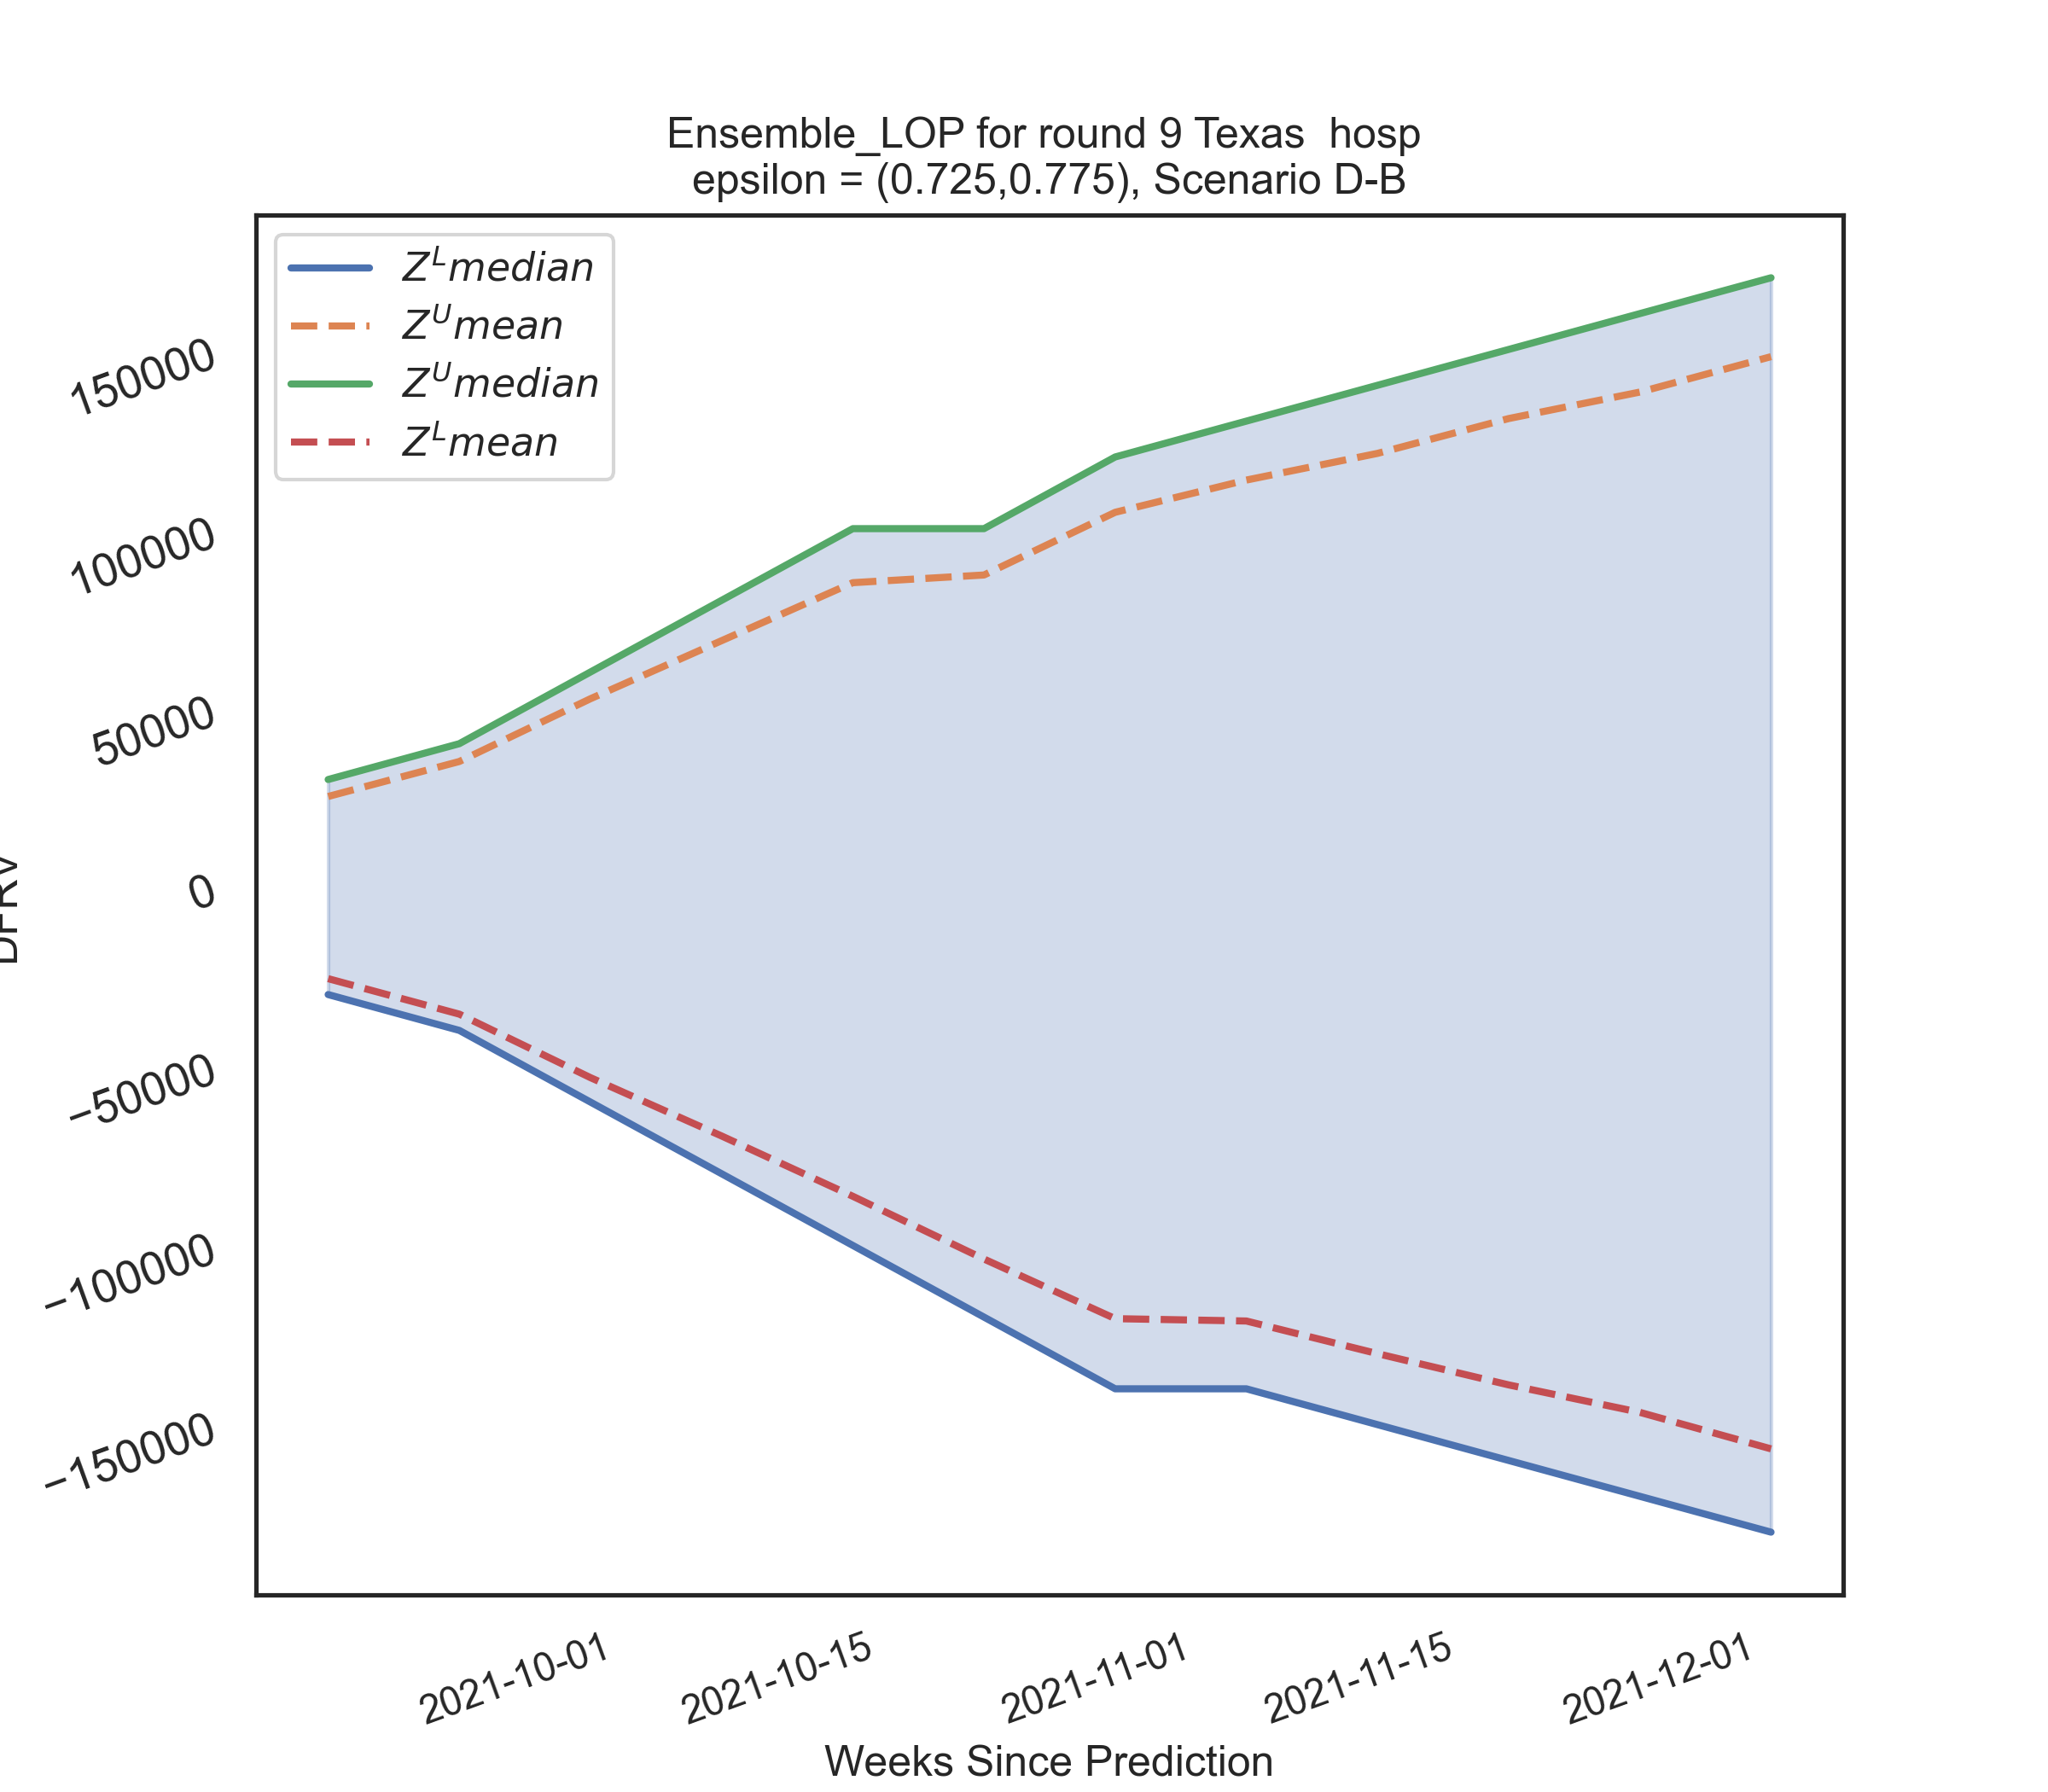 Ensemble_LOP for round 9 Texas  hosp
epsilon = (0.725,0.775), Scenario D-B
Z^L median
Z^U mean
Z^U median
Z^L mean
150000
100000
50000
0
−50000
−100000
−150000
2021-10-01
2021-10-15
2021-11-01
2021-11-15
2021-12-01
Weeks Since Prediction